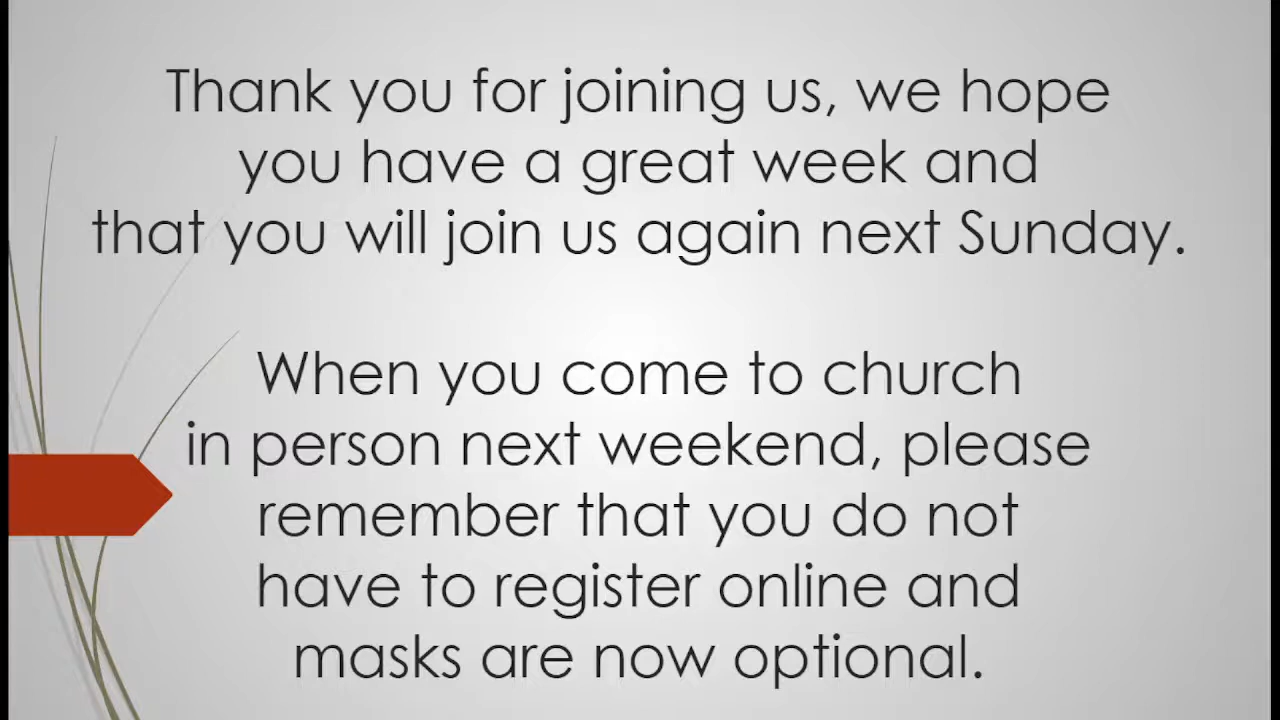 Thank you for joining us, we hope
you have a great week and
that you will join us again next Sunday.
When you come to church
in person next weekend, please
remember that you do not
have to register online and
masks are now optional.